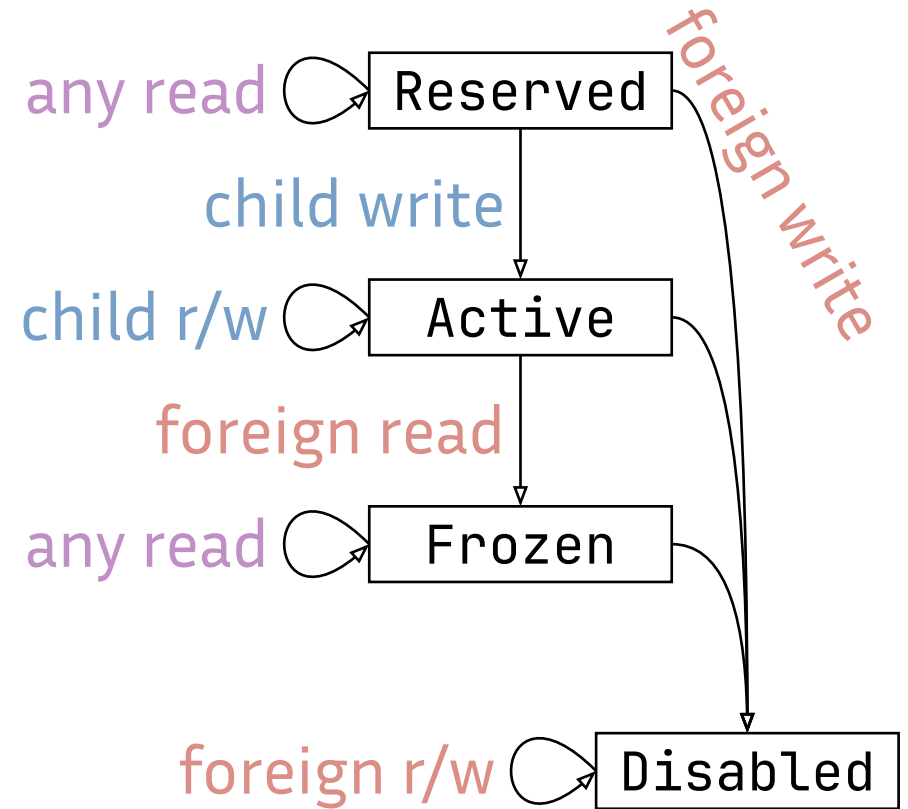 any read
Reserved
foreign write
child write
child r/w
Active
foreign read
any read
Frozen
foreign r/w
Disabled